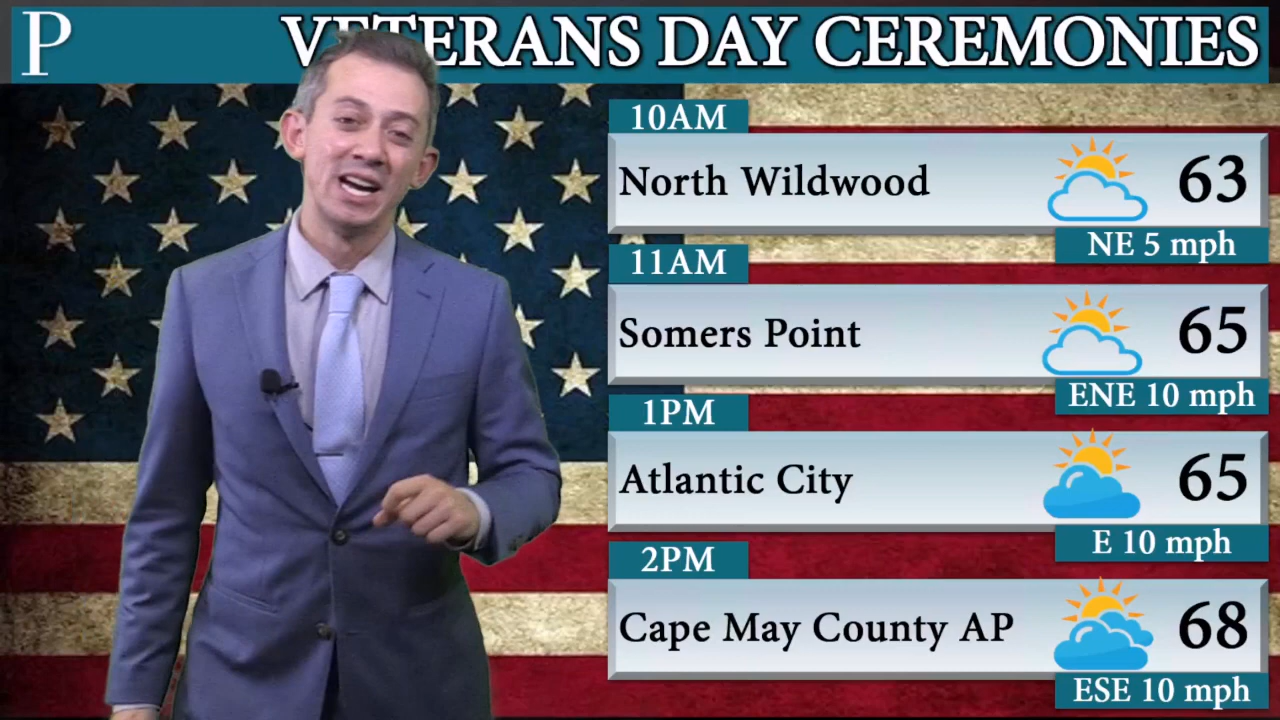 P
VETERANS DAY CEREMONIES
10AM
North Wildwood
63
NE 5 mph
11AM
Somers Point
65
ENE 10 mph
1PM
Atlantic City
65
E 10 mph
2PM
Cape May County AP
68
ESE 10 mph